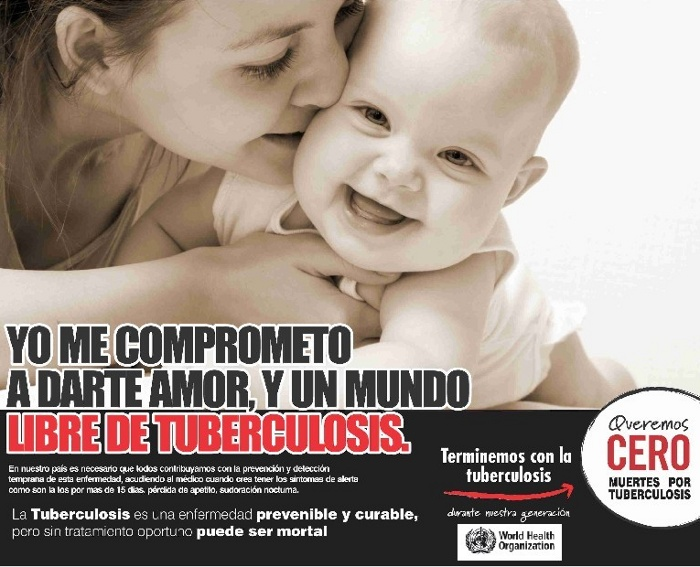 YO ME COMPROMETO
A DARTE AMOR, Y UN MUNDO
LIBRE DE TUBERCULOSIS.
En nuestro país es necesario que todos contribuyamos con la prevención y detección
temprana de esta enfermedad, acudiendo al médico cuando crea tener los síntomas de alerta
como son la tos por mas de 15 días, pérdida de apetito, sudoración nocturna.
La Tuberculosis es una enfermedad prevenible y curable,
pero sin tratamiento oportuno puede ser mortal
Terminemos con la
tuberculosis
durante nuestra generación
World Health
Organization
Queremos
CERO
MUERTES POR
TUBERCULOSIS